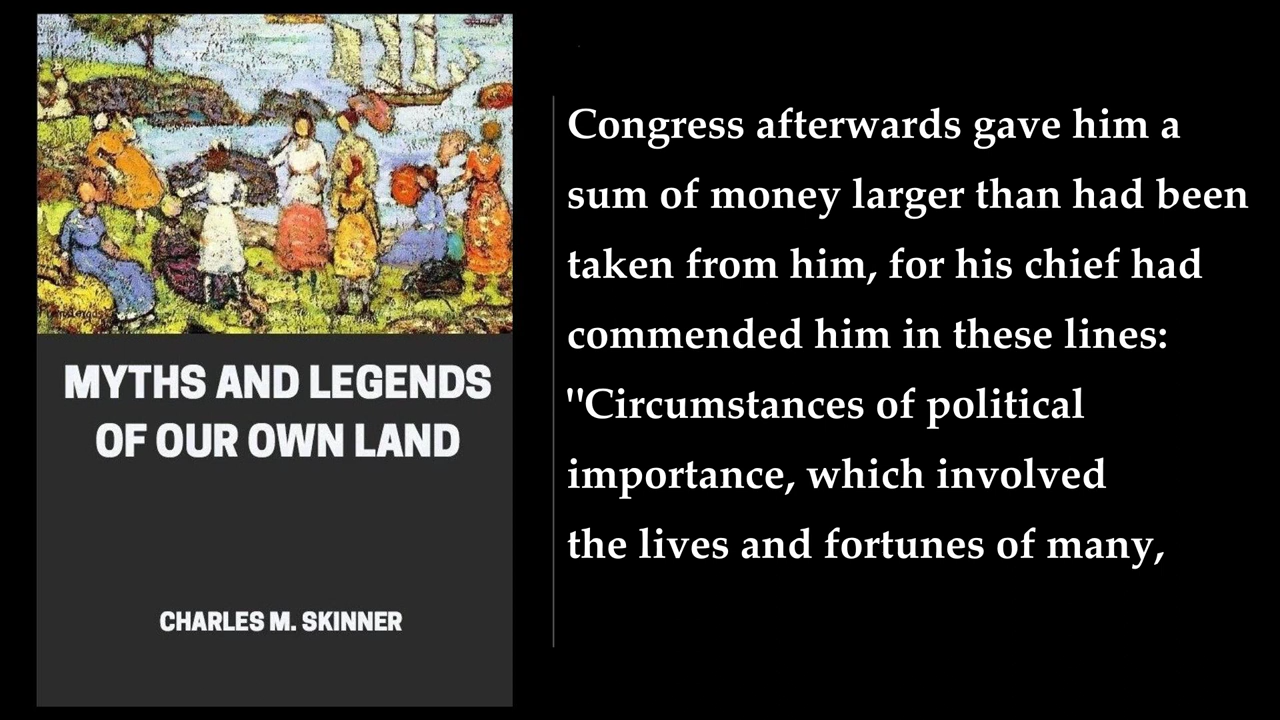 MYTHS AND LEGENDS
OF OUR OWN LAND
CHARLES M. SKINNER
Congress afterwards gave him a
sum of money larger than had been
taken from him, for his chief had
commended him in these lines:
"Circumstances of political
importance, which involved
the lives and fortunes of many,